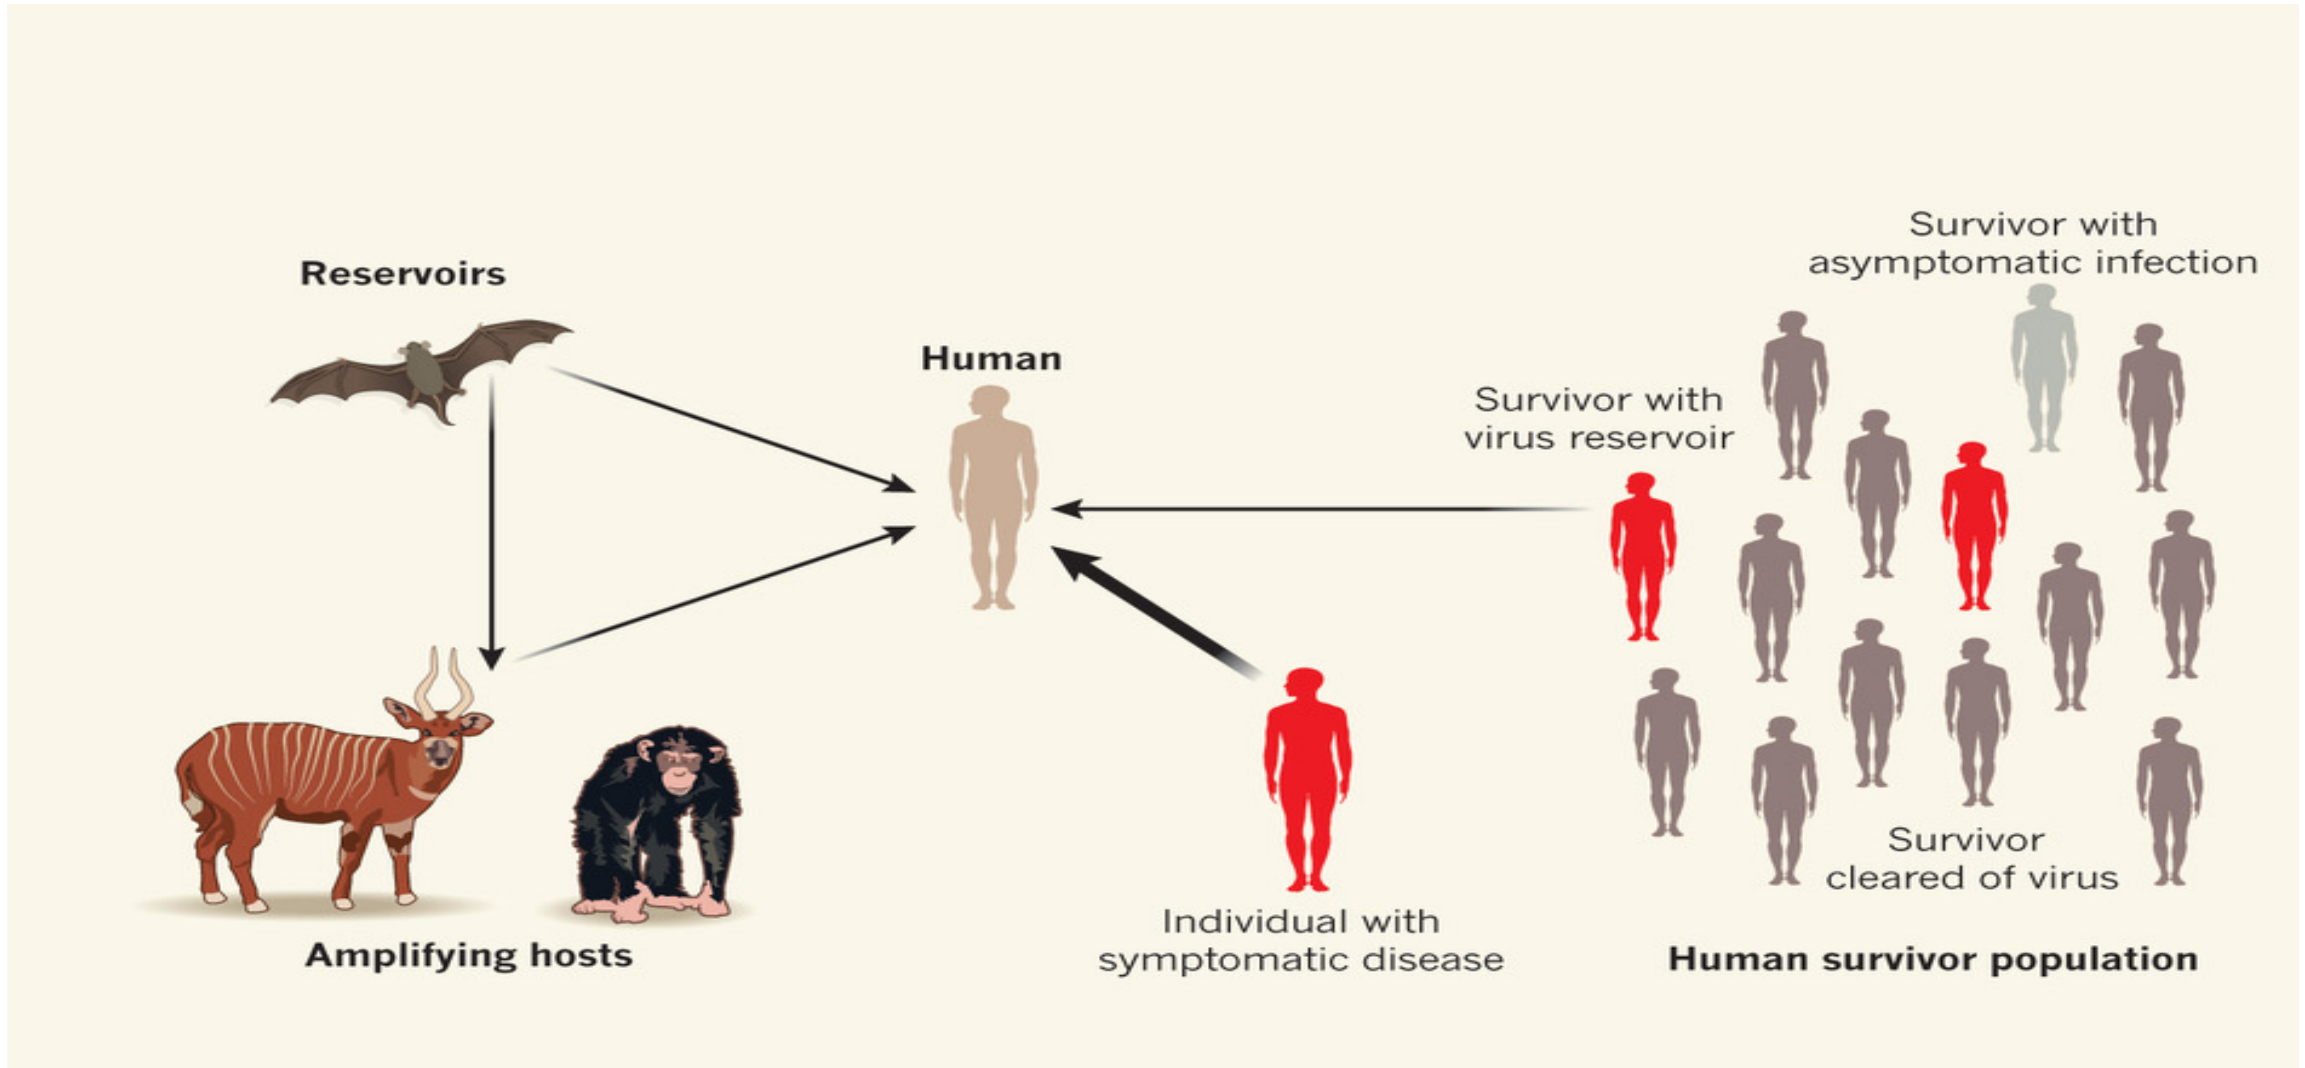 Reservoirs
Human
Amplifying hosts
Individual with
symptomatic disease
Survivor with
virus reservoir
Survivor with
asymptomatic infection
Survivor
cleared of virus
Human survivor population